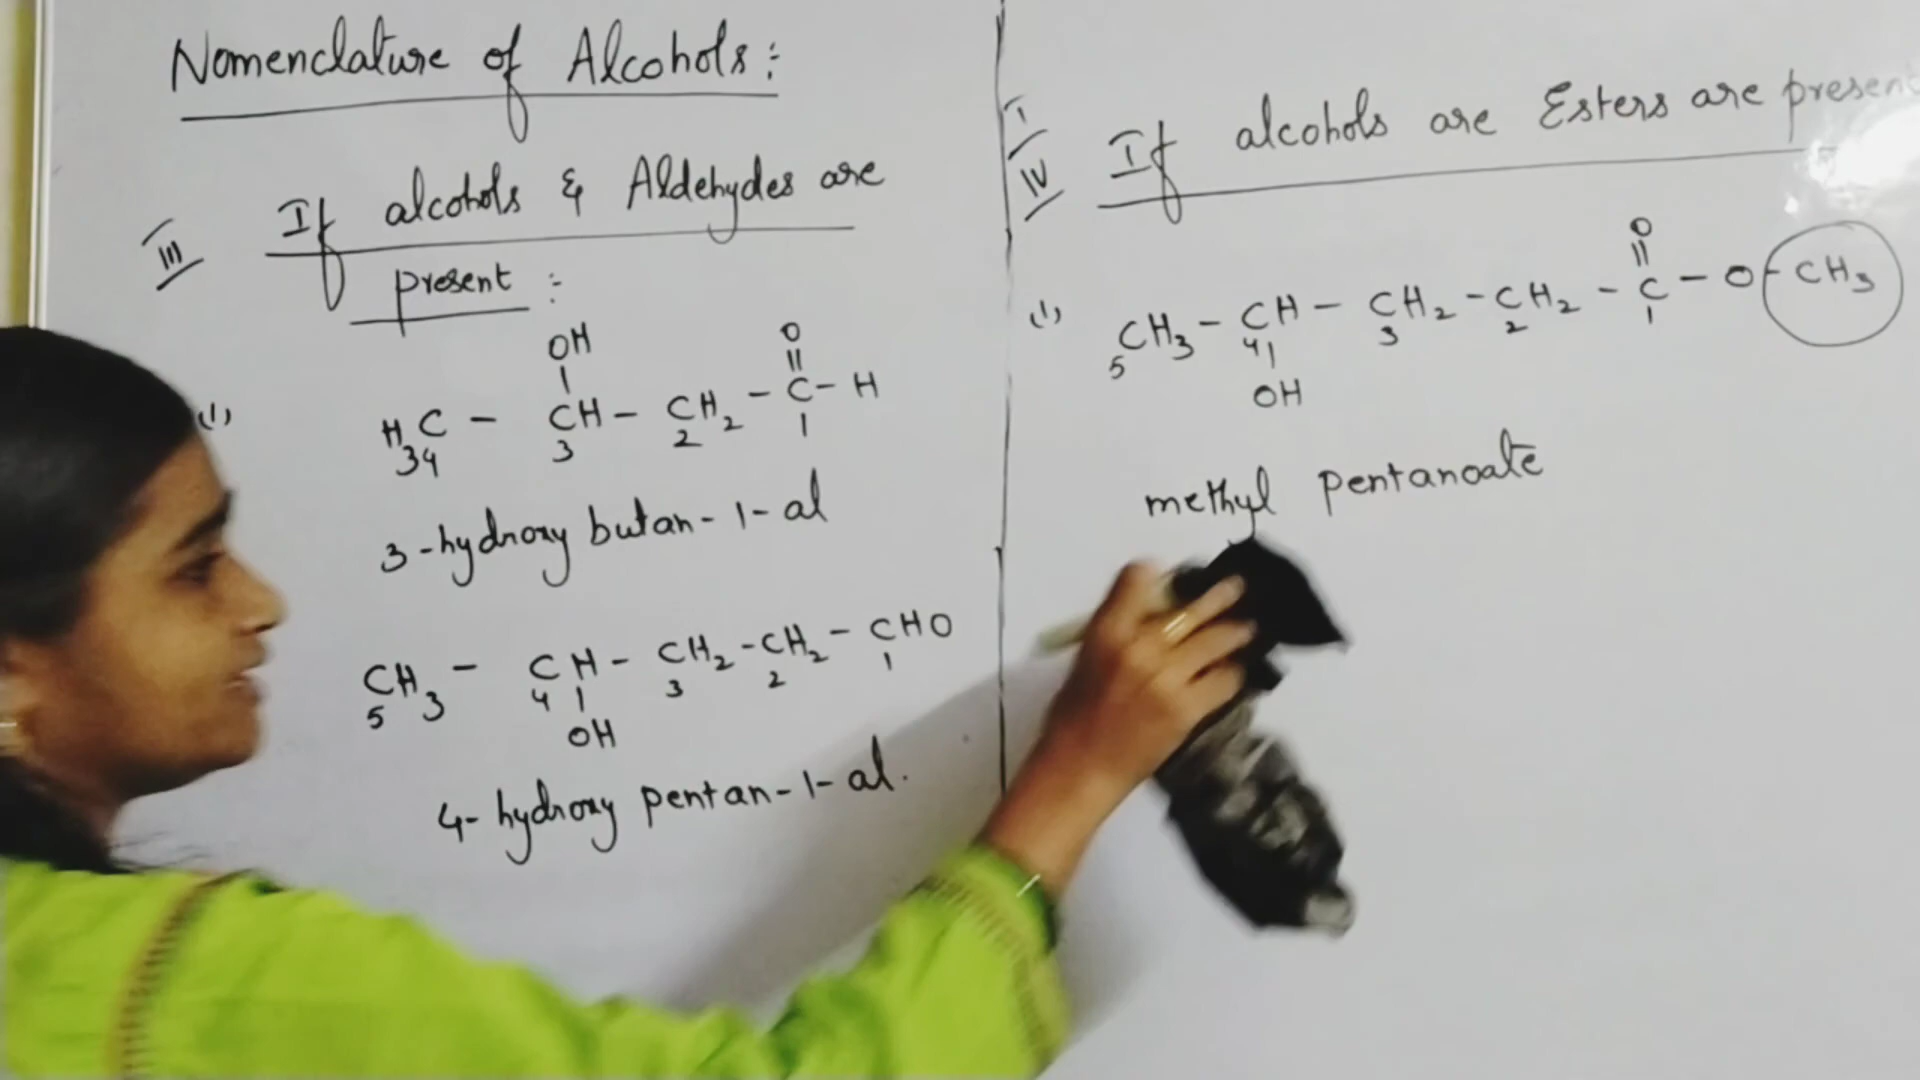 Nomenclature of Alcohols:
III If alcohols & Aldehydes are
present :
(1)
OH O
H3C - CH - CH2 - C - H
4 3 2 1
3-hydroxy butan-1-al
CH3 - CH - CH2 - CH2 - CHO
5 4 3 2 1
OH
4-hydroxy pentan-1-al.
IV If alcohols are Esters are present
O
(1) CH3 - CH - CH2 - CH2 - C - O - CH3
5 4 3 2 1
OH
methyl pentanoate